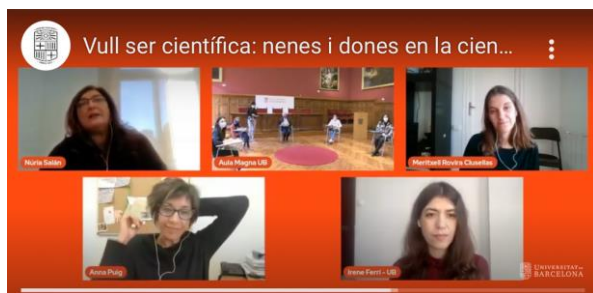 Vull ser científica: nenes i dones en la cien...
Núria Salán
Aula Magna UB
Meritxell Rovira Clusellas
Anna Puig
Irene Ferri - UB
UNIVERSITAT DE
BARCELONA